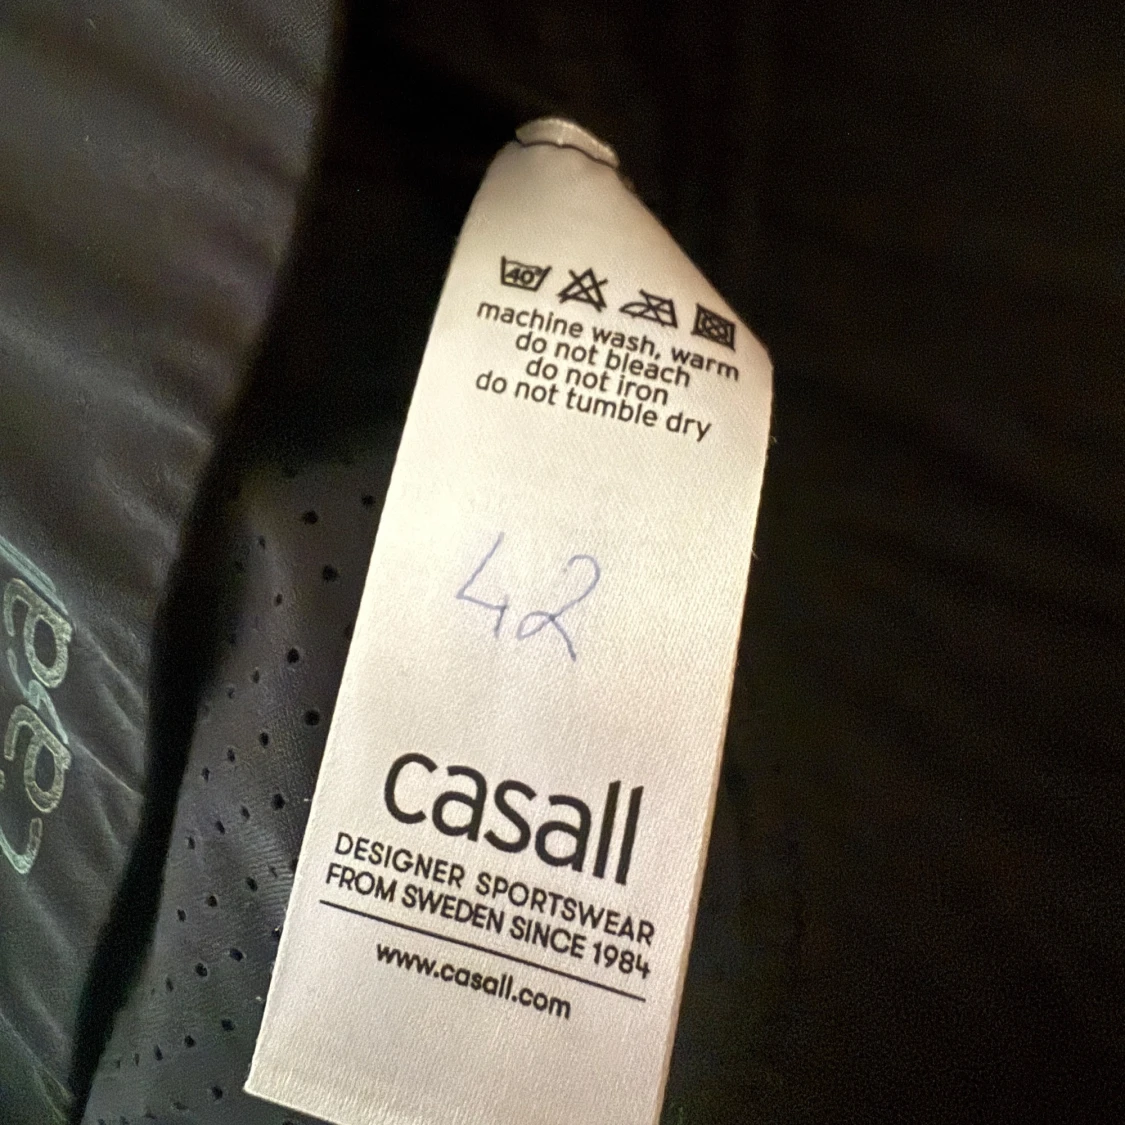 40°
machine wash, warm
do not bleach
do not iron
do not tumble dry
42
casall
DESIGNER SPORTSWEAR
FROM SWEDEN SINCE 1984
www.casall.com